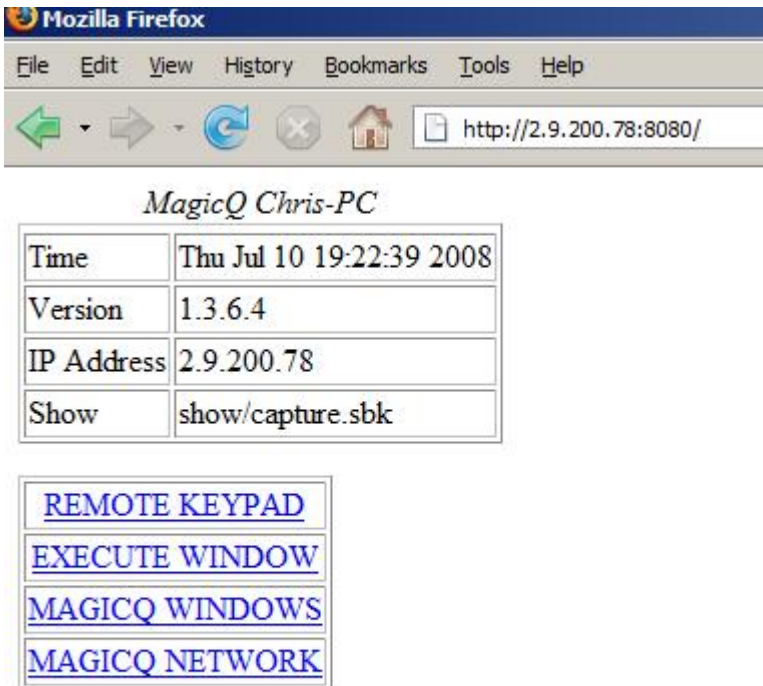 Mozilla Firefox
File Edit View History Bookmarks Tools Help
http://2.9.200.78:8080/
MagicQ Chris-PC
Time Thu Jul 10 19:22:39 2008
Version 1.3.6.4
IP Address 2.9.200.78
Show show/capture.sbk
REMOTE KEYPAD
EXECUTE WINDOW
MAGICQ WINDOWS
MAGICQ NETWORK